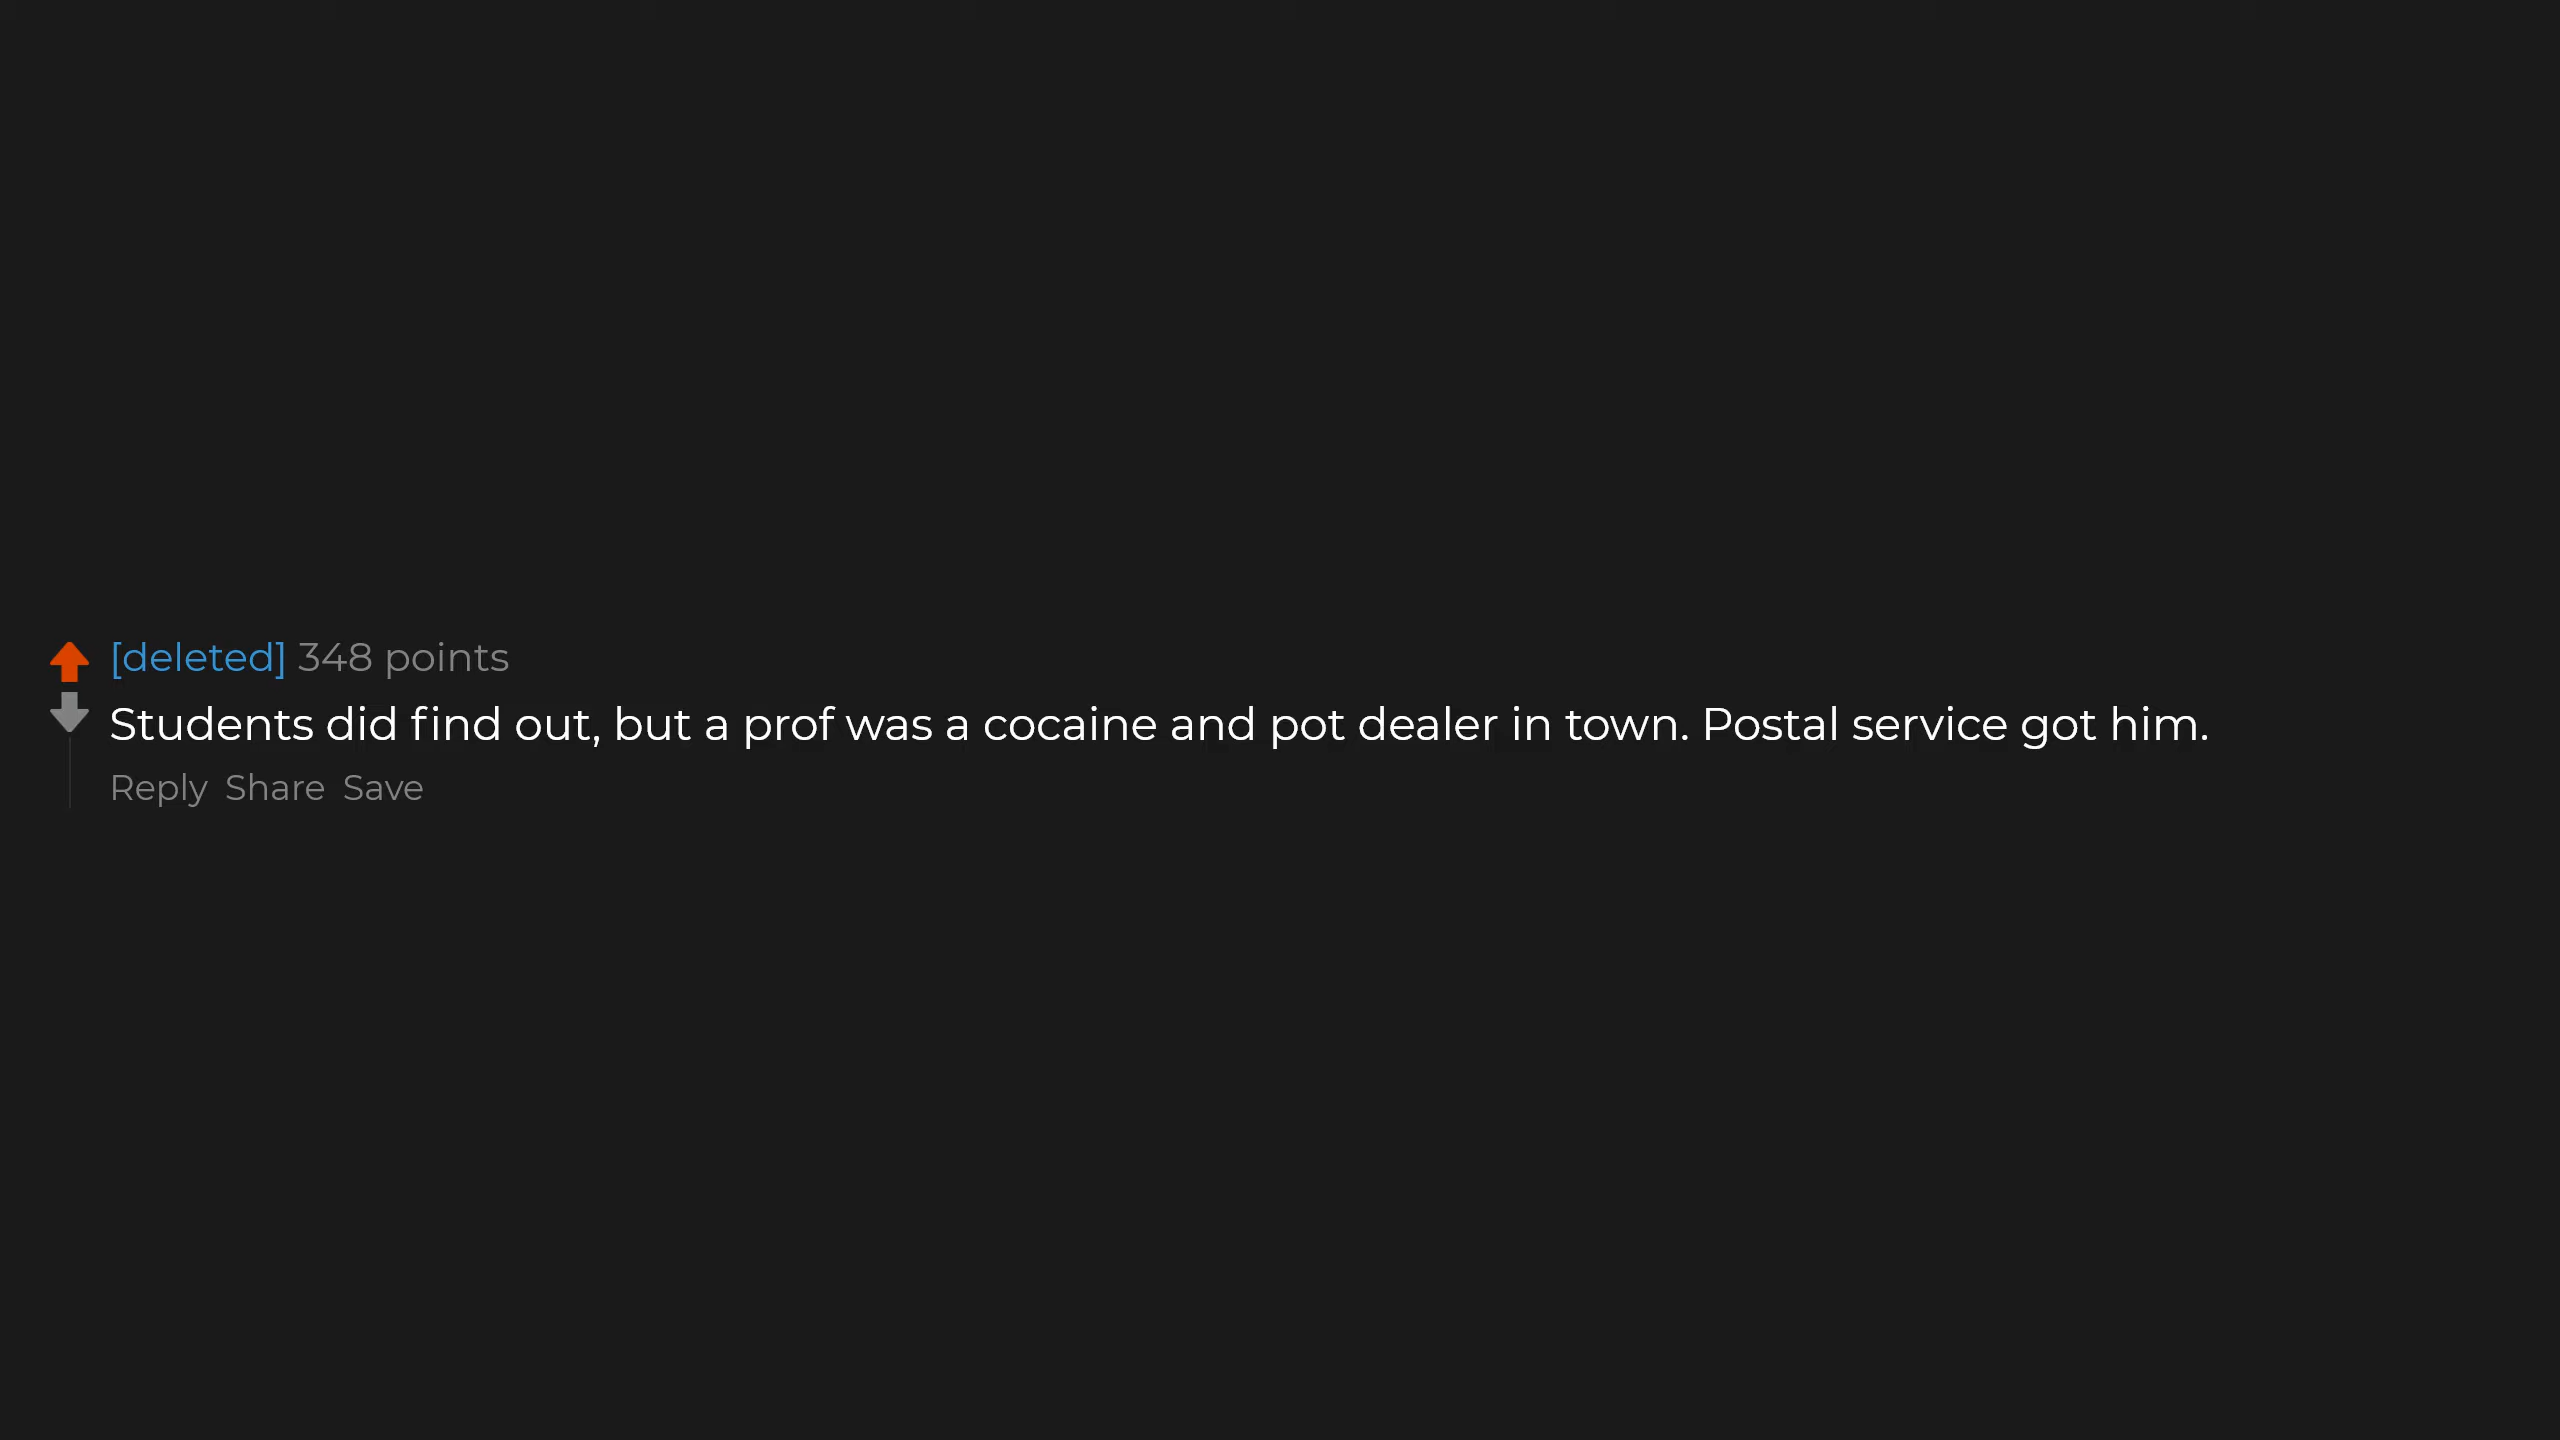 [deleted] 348 points
Students did find out, but a prof was a cocaine and pot dealer in town. Postal service got him.
Reply Share Save